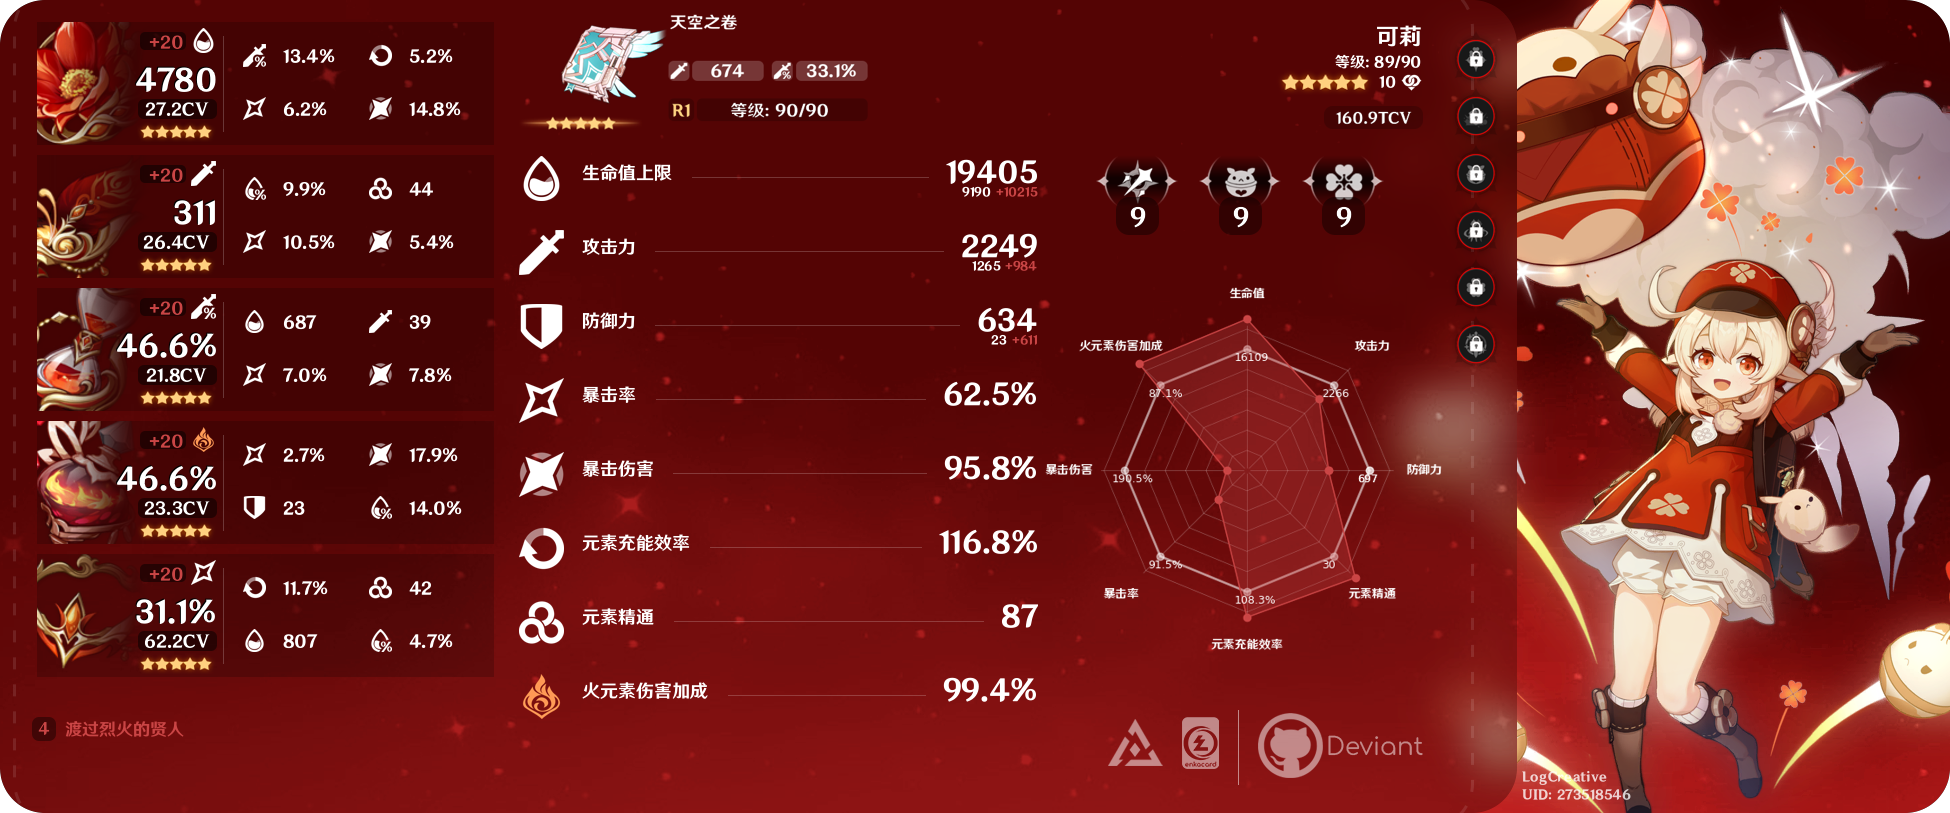 +20
4780
27.2CV
13.4%
5.2%
6.2%
14.8%
+20
311
26.4CV
9.9%
44
10.5%
5.4%
+20
46.6%
21.8CV
687
39
7.0%
7.8%
+20
46.6%
23.3CV
2.7%
17.9%
23
14.0%
+20
31.1%
62.2CV
11.7%
42
807
4.7%
4 渡过烈火的贤人
天空之卷
674
33.1%
R1
等级: 90/90
生命值上限
19405
9190 +10215
攻击力
2249
1265 +984
防御力
634
23 +611
暴击率
62.5%
暴击伤害
95.8%
元素充能效率
116.8%
元素精通
87
火元素伤害加成
99.4%
可莉
等级: 89/90
10
160.9TCV
9
9
9
生命值
16109
攻击力
2266
防御力
697
元素精通
30
元素充能效率
108.3%
暴击率
91.5%
暴击伤害
190.5%
火元素伤害加成
87.1%
enkacard
Deviant
LogCreative
UID: 273518546